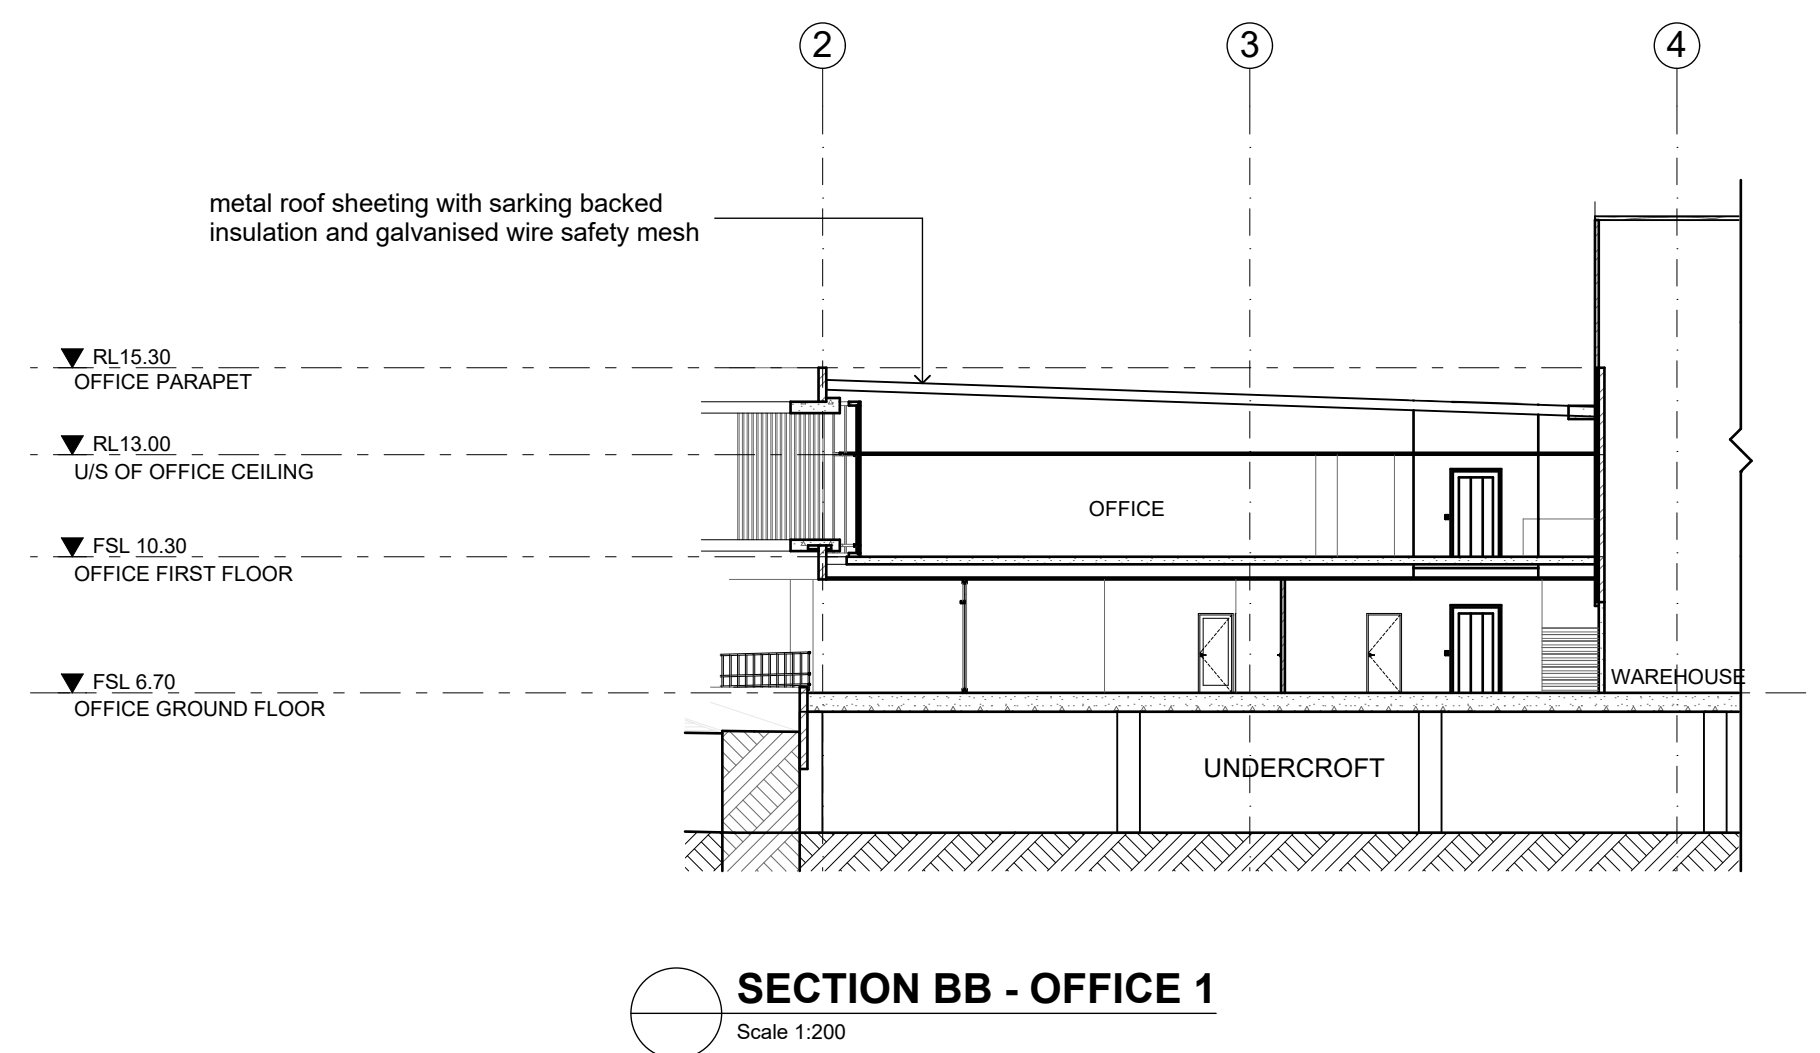 2
3
4
metal roof sheeting with sarking backed
insulation and galvanised wire safety mesh
RL15.30
OFFICE PARAPET
RL13.00
U/S OF OFFICE CEILING
OFFICE
FSL 10.30
OFFICE FIRST FLOOR
FSL 6.70
OFFICE GROUND FLOOR
WAREHOUSE
UNDERCROFT
SECTION BB - OFFICE 1
Scale 1:200